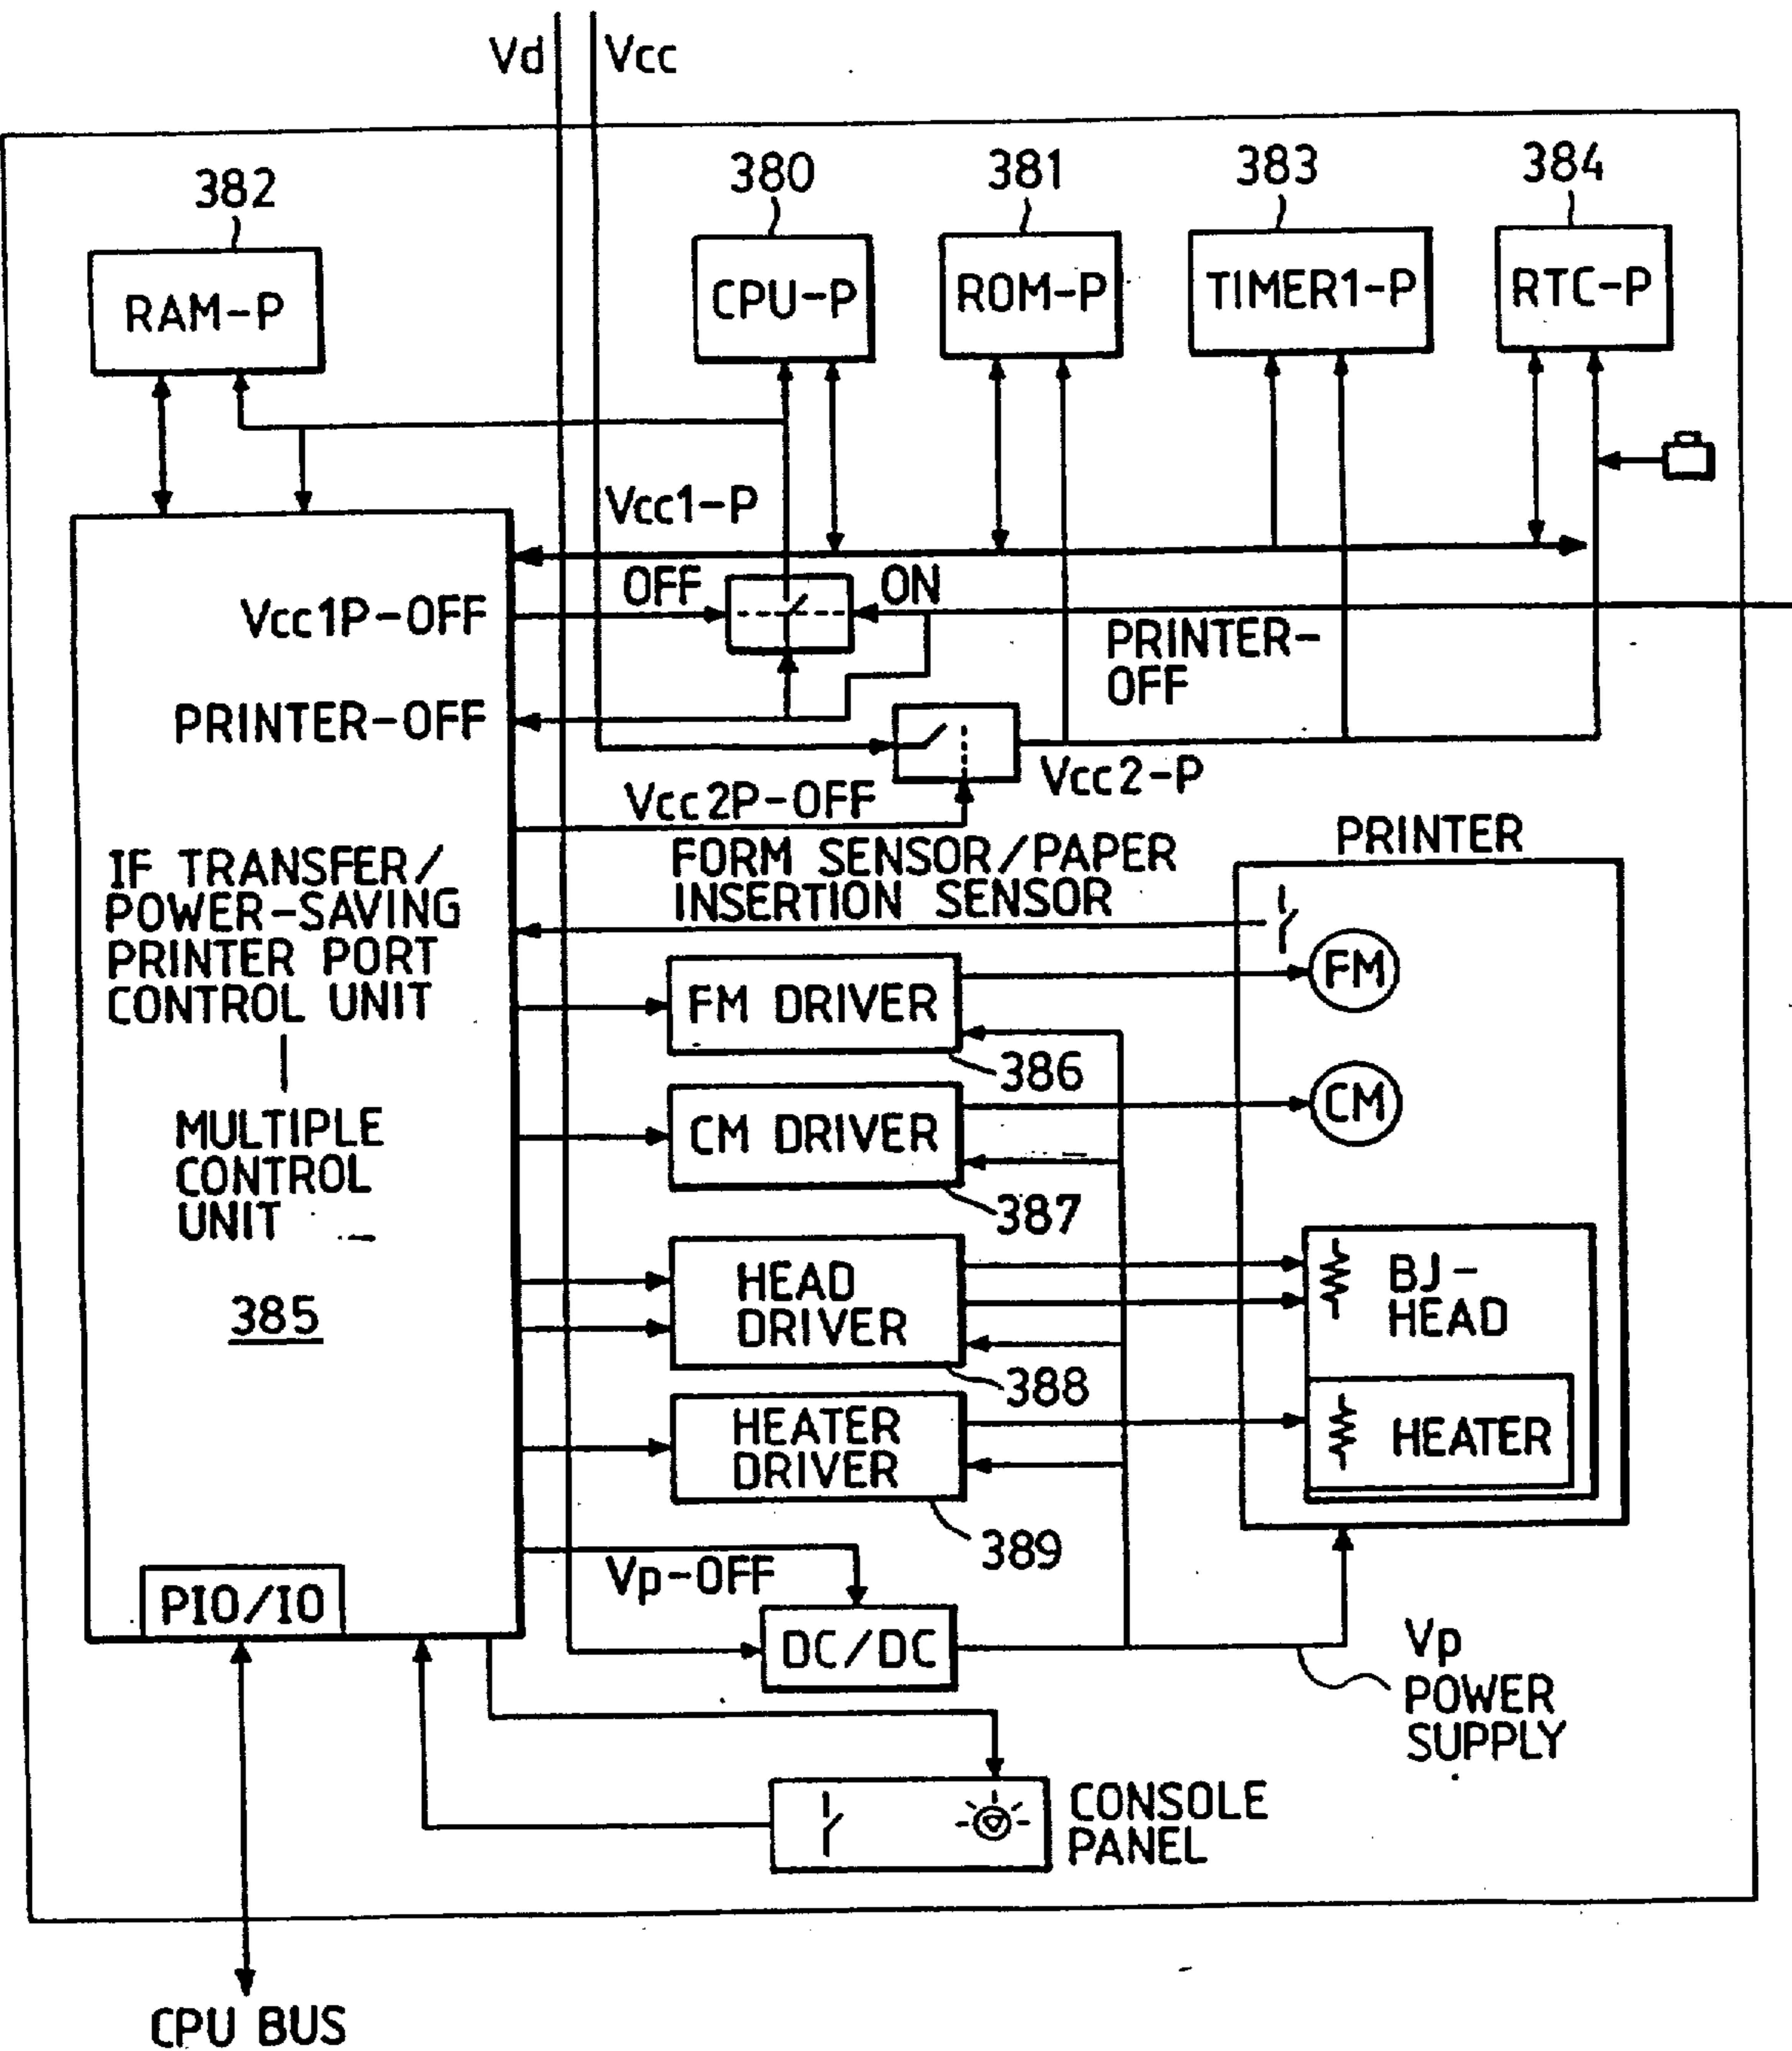 Vd
Vcc
382
380
381
383
384
RAM-P
CPU-P
ROM-P
TIMER1-P
RTC-P
Vcc1-P
OFF
ON
Vcc1P-OFF
PRINTER-
OFF
PRINTER-OFF
Vcc2-P
Vcc2P-OFF
PRINTER
FORM SENSOR/PAPER
INSERTION SENSOR
IF TRANSFER/
POWER-SAVING
PRINTER PORT
CONTROL UNIT
FM DRIVER
FM
386
MULTIPLE
CONTROL
UNIT
CM DRIVER
CM
387
385
HEAD
DRIVER
BJ-
HEAD
388
HEATER
DRIVER
HEATER
389
Vp-OFF
PIO/IO
DC/DC
Vp
POWER
SUPPLY
CONSOLE
PANEL
CPU BUS